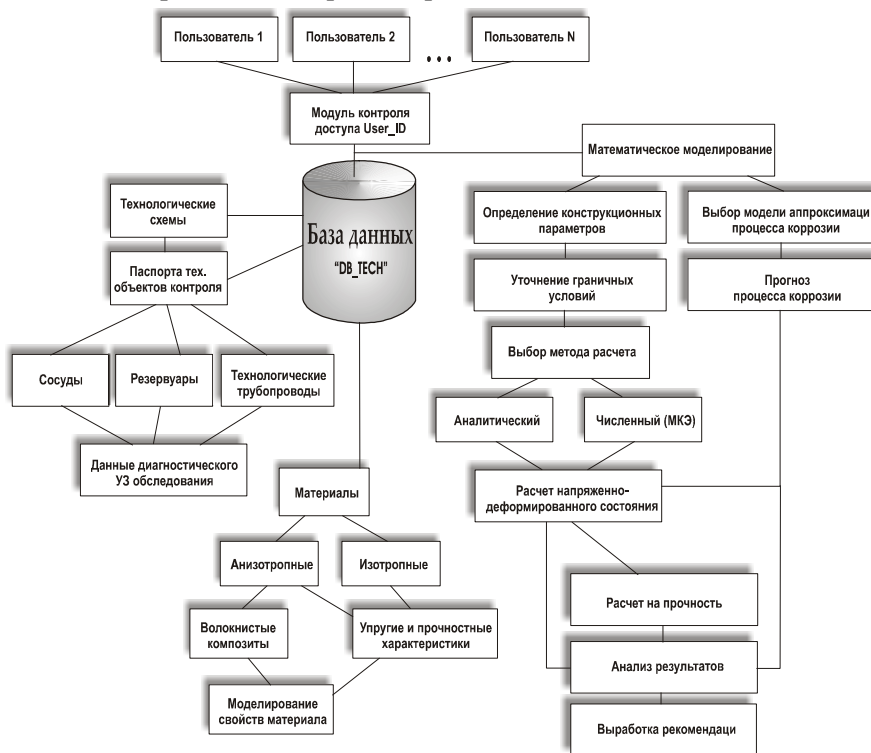 Пользователь 1
Пользователь 2
...
Пользователь N
Модуль контроля
доступа User_ID
Математическое моделирование
Технологические
схемы
База данных
"DB_TECH"
Определение конструкционных
параметров
Выбор модели аппроксимаци
процесса коррозии
Паспорта тех.
объектов контроля
Уточнение граничных
условий
Прогноз
процесса коррозии
Выбор метода расчета
Сосуды
Резервуары
Технологические
трубопроводы
Аналитический
Численный (МКЭ)
Данные диагностического
УЗ обследования
Материалы
Расчет напряженно-
деформированного состояния
Анизотропные
Изотропные
Расчет на прочность
Волокнистые
композиты
Упругие и прочностные
характеристики
Анализ результатов
Моделирование
свойств материала
Выработка рекомендаци